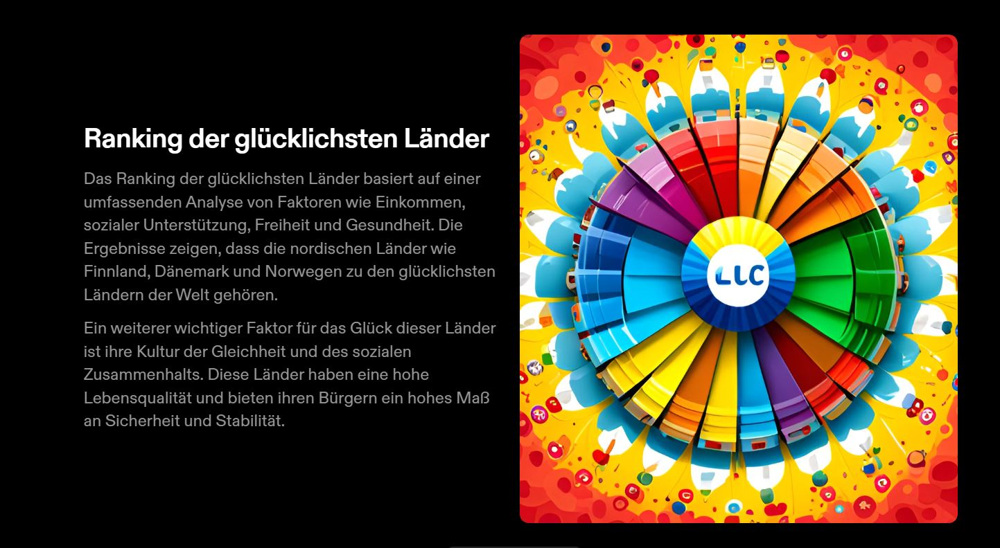 Ranking der glücklichsten Länder
Das Ranking der glücklichsten Länder basiert auf einer
umfassenden Analyse von Faktoren wie Einkommen,
sozialer Unterstützung, Freiheit und Gesundheit. Die
Ergebnisse zeigen, dass die nordischen Länder wie
Finnland, Dänemark und Norwegen zu den glücklichsten
Ländern der Welt gehören.
Ein weiterer wichtiger Faktor für das Glück dieser Länder
ist ihre Kultur der Gleichheit und des sozialen
Zusammenhalts. Diese Länder haben eine hohe
Lebensqualität und bieten ihren Bürgern ein hohes Maß
an Sicherheit und Stabilität.
LLC